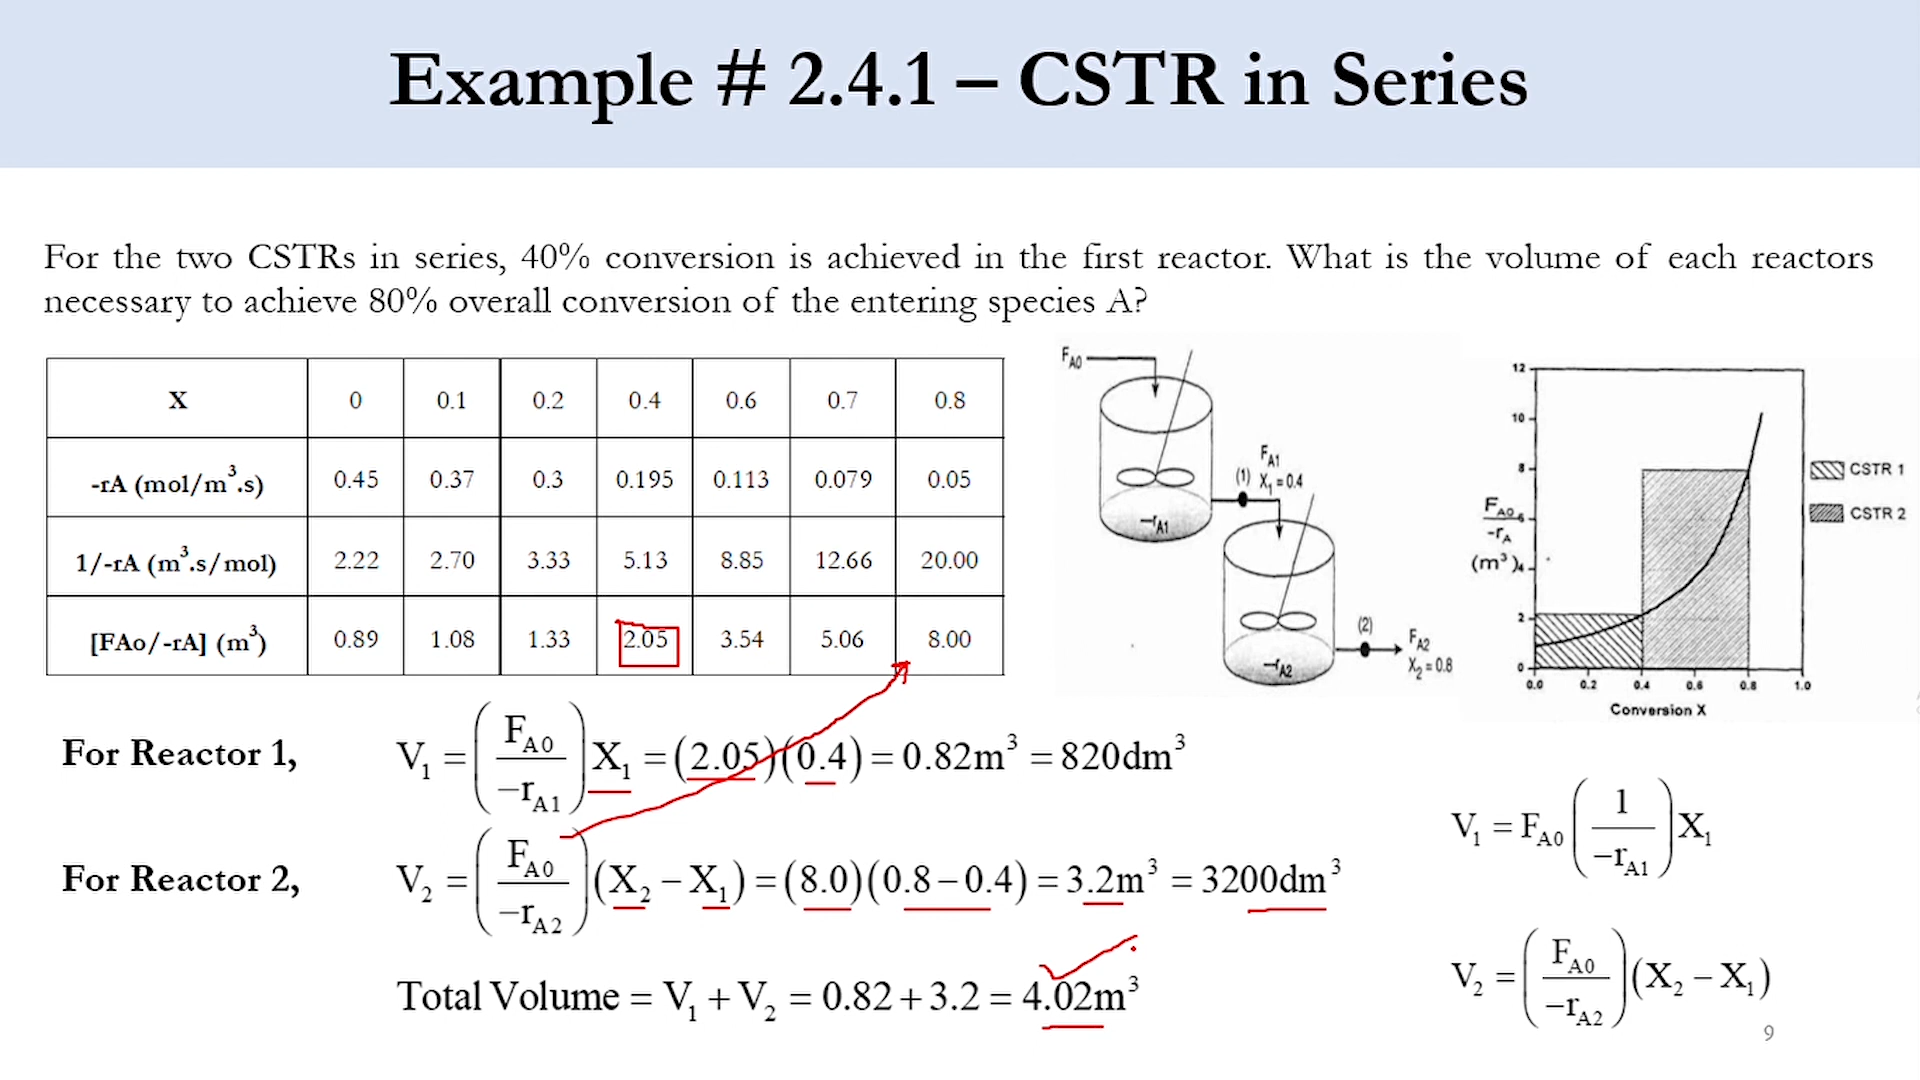 Example # 2.4.1 – CSTR in Series
For the two CSTRs in series, 40% conversion is achieved in the first reactor. What is the volume of each reactors
necessary to achieve 80% overall conversion of the entering species A?
X 0 0.1 0.2 0.4 0.6 0.7 0.8
-rA (mol/m³.s) 0.45 0.37 0.3 0.195 0.113 0.079 0.05
1/-rA (m³.s/mol) 2.22 2.70 3.33 5.13 8.85 12.66 20.00
[FAo/-rA] (m³) 0.89 1.08 1.33 2.05 3.54 5.06 8.00
F_A0
F_A1
(1) X₁ = 0.4
-r_A1
(2) F_A2
X₂ = 0.8
-r_A2
12
10
8
6
4
2
0
F_A0
-r_A
(m³)
0.0 0.2 0.4 0.6 0.8 1.0
Conversion X
CSTR 1
CSTR 2
For Reactor 1, V₁ = (F_A0 / -r_A1) X₁ = (2.05)(0.4) = 0.82m³ = 820dm³
For Reactor 2, V₂ = (F_A0 / -r_A2) (X₂ − X₁) = (8.0)(0.8 − 0.4) = 3.2m³ = 3200dm³
Total Volume = V₁ + V₂ = 0.82 + 3.2 = 4.02m³
V₁ = F_A0 (1 / -r_A1) X₁
V₂ = (F_A0 / -r_A2) (X₂ − X₁)
9